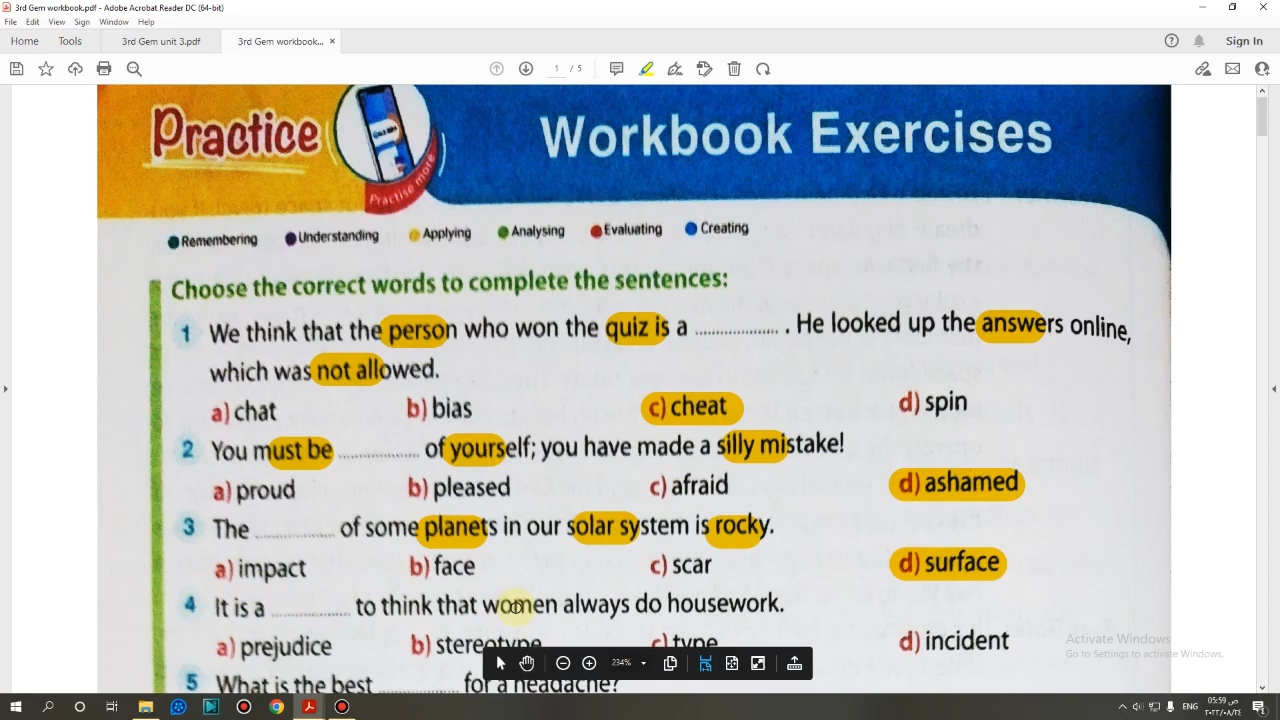 3rd Gem workbook.pdf - Adobe Acrobat Reader DC (64-bit)
File Edit View Sign Window Help
Home Tools 3rd Gem unit 3.pdf 3rd Gem workbook... × Sign In
1 / 5
Practice
Practise more
Workbook Exercises
Remembering Understanding Applying Analysing Evaluating Creating
Choose the correct words to complete the sentences:
1 We think that the person who won the quiz is a .................. . He looked up the answers online,
which was not allowed.
a) chat b) bias c) cheat d) spin
2 You must be .................. of yourself; you have made a silly mistake!
a) proud b) pleased c) afraid d) ashamed
3 The .................. of some planets in our solar system is rocky.
a) impact b) face c) scar d) surface
4 It is a .................. to think that women always do housework.
a) prejudice b) stereotype c) type d) incident
5 What is the best .................. for a headache?
234%
Activate Windows
Go to Settings to activate Windows.
ENG
05:59 ص
٢٠٢٢/٠٨/٢٤